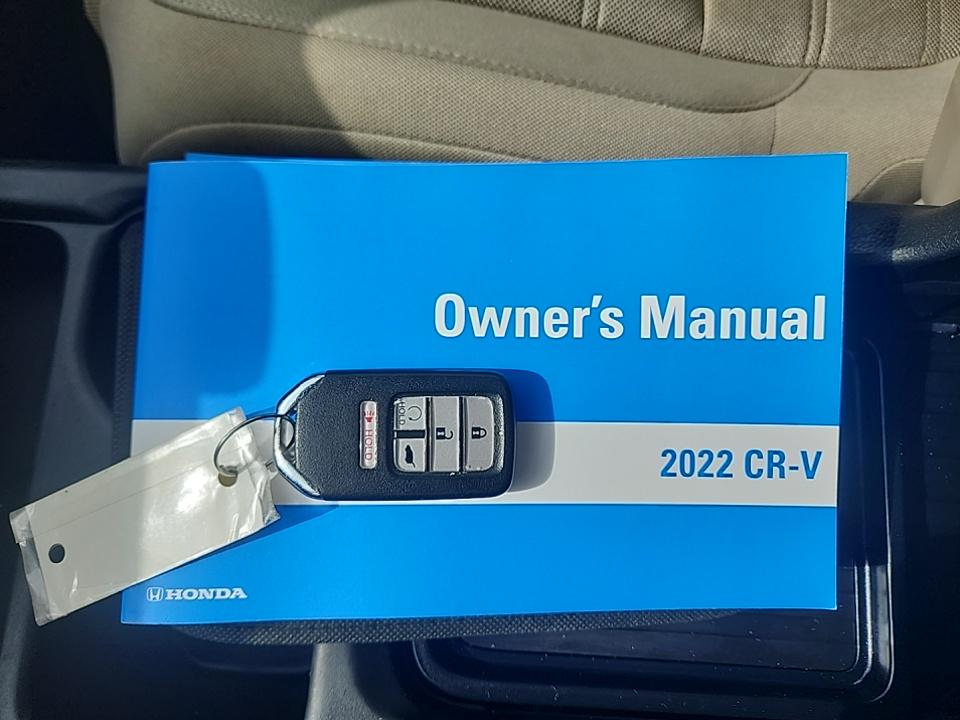 Owner's Manual
HOLD
HOLD
2022 CR-V
HONDA